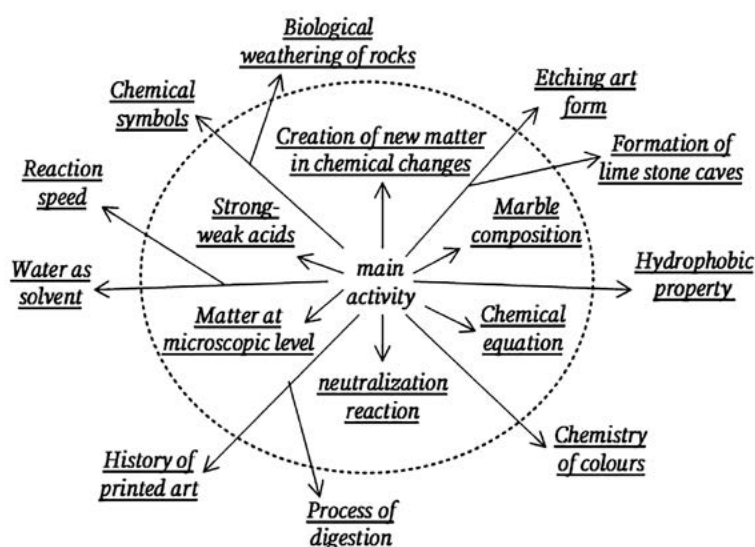 Biological
weathering of rocks
Chemical
symbols
Etching art
form
Creation of new matter
in chemical changes
Formation of
lime stone caves
Reaction
speed
Strong-
weak acids
Marble
composition
Water as
solvent
main
activity
Hydrophobic
property
Matter at
microscopic level
Chemical
equation
neutralization
reaction
Chemistry
of colours
History of
printed art
Process of
digestion